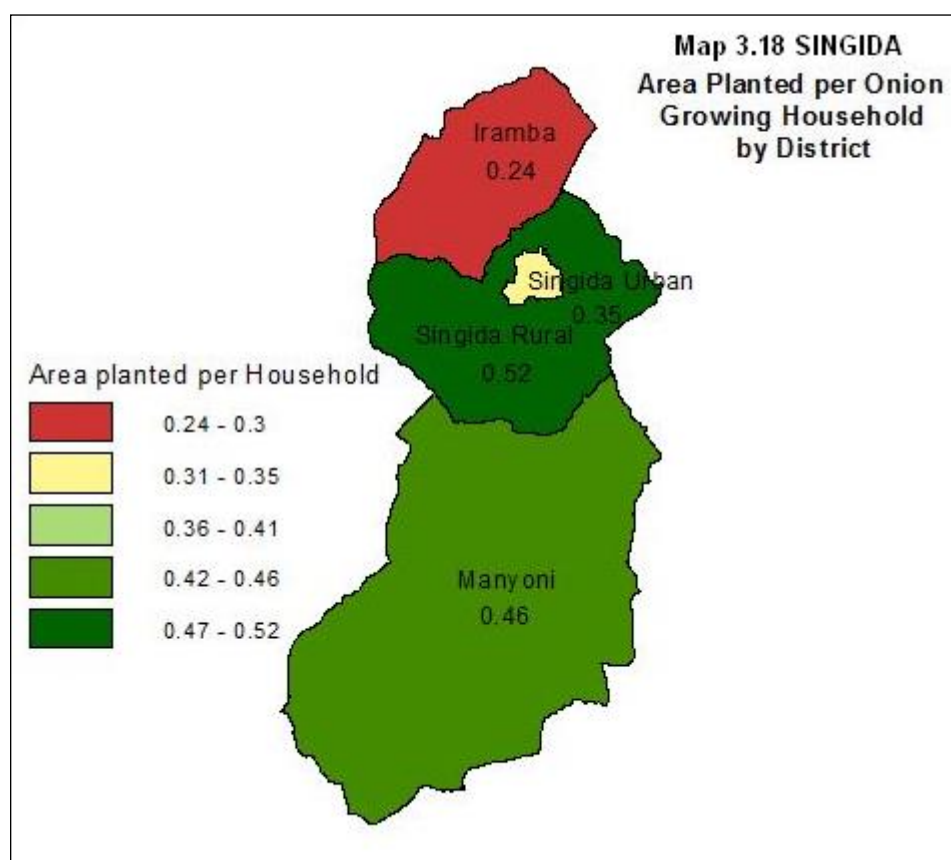 Map 3.18 SINGIDA
Area Planted per Onion
Growing Household
by District
Iramba
0.24
Singida Urban
0.35
Singida Rural
0.52
Area planted per Household
0.24 - 0.3
0.31 - 0.35
0.36 - 0.41
0.42 - 0.46
0.47 - 0.52
Manyoni
0.46